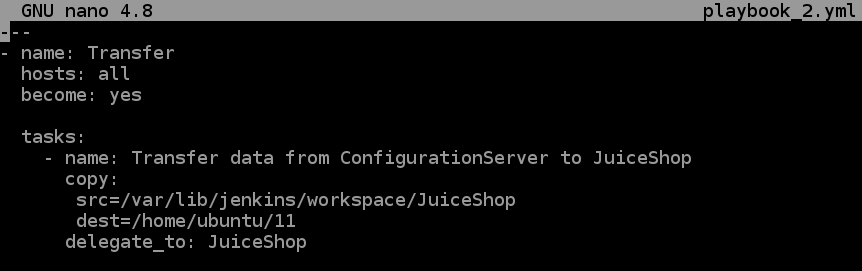 GNU nano 4.8 playbook_2.yml
---
- name: Transfer
  hosts: all
  become: yes

  tasks:
    - name: Transfer data from ConfigurationServer to JuiceShop
      copy:
       src=/var/lib/jenkins/workspace/JuiceShop
       dest=/home/ubuntu/11
      delegate_to: JuiceShop